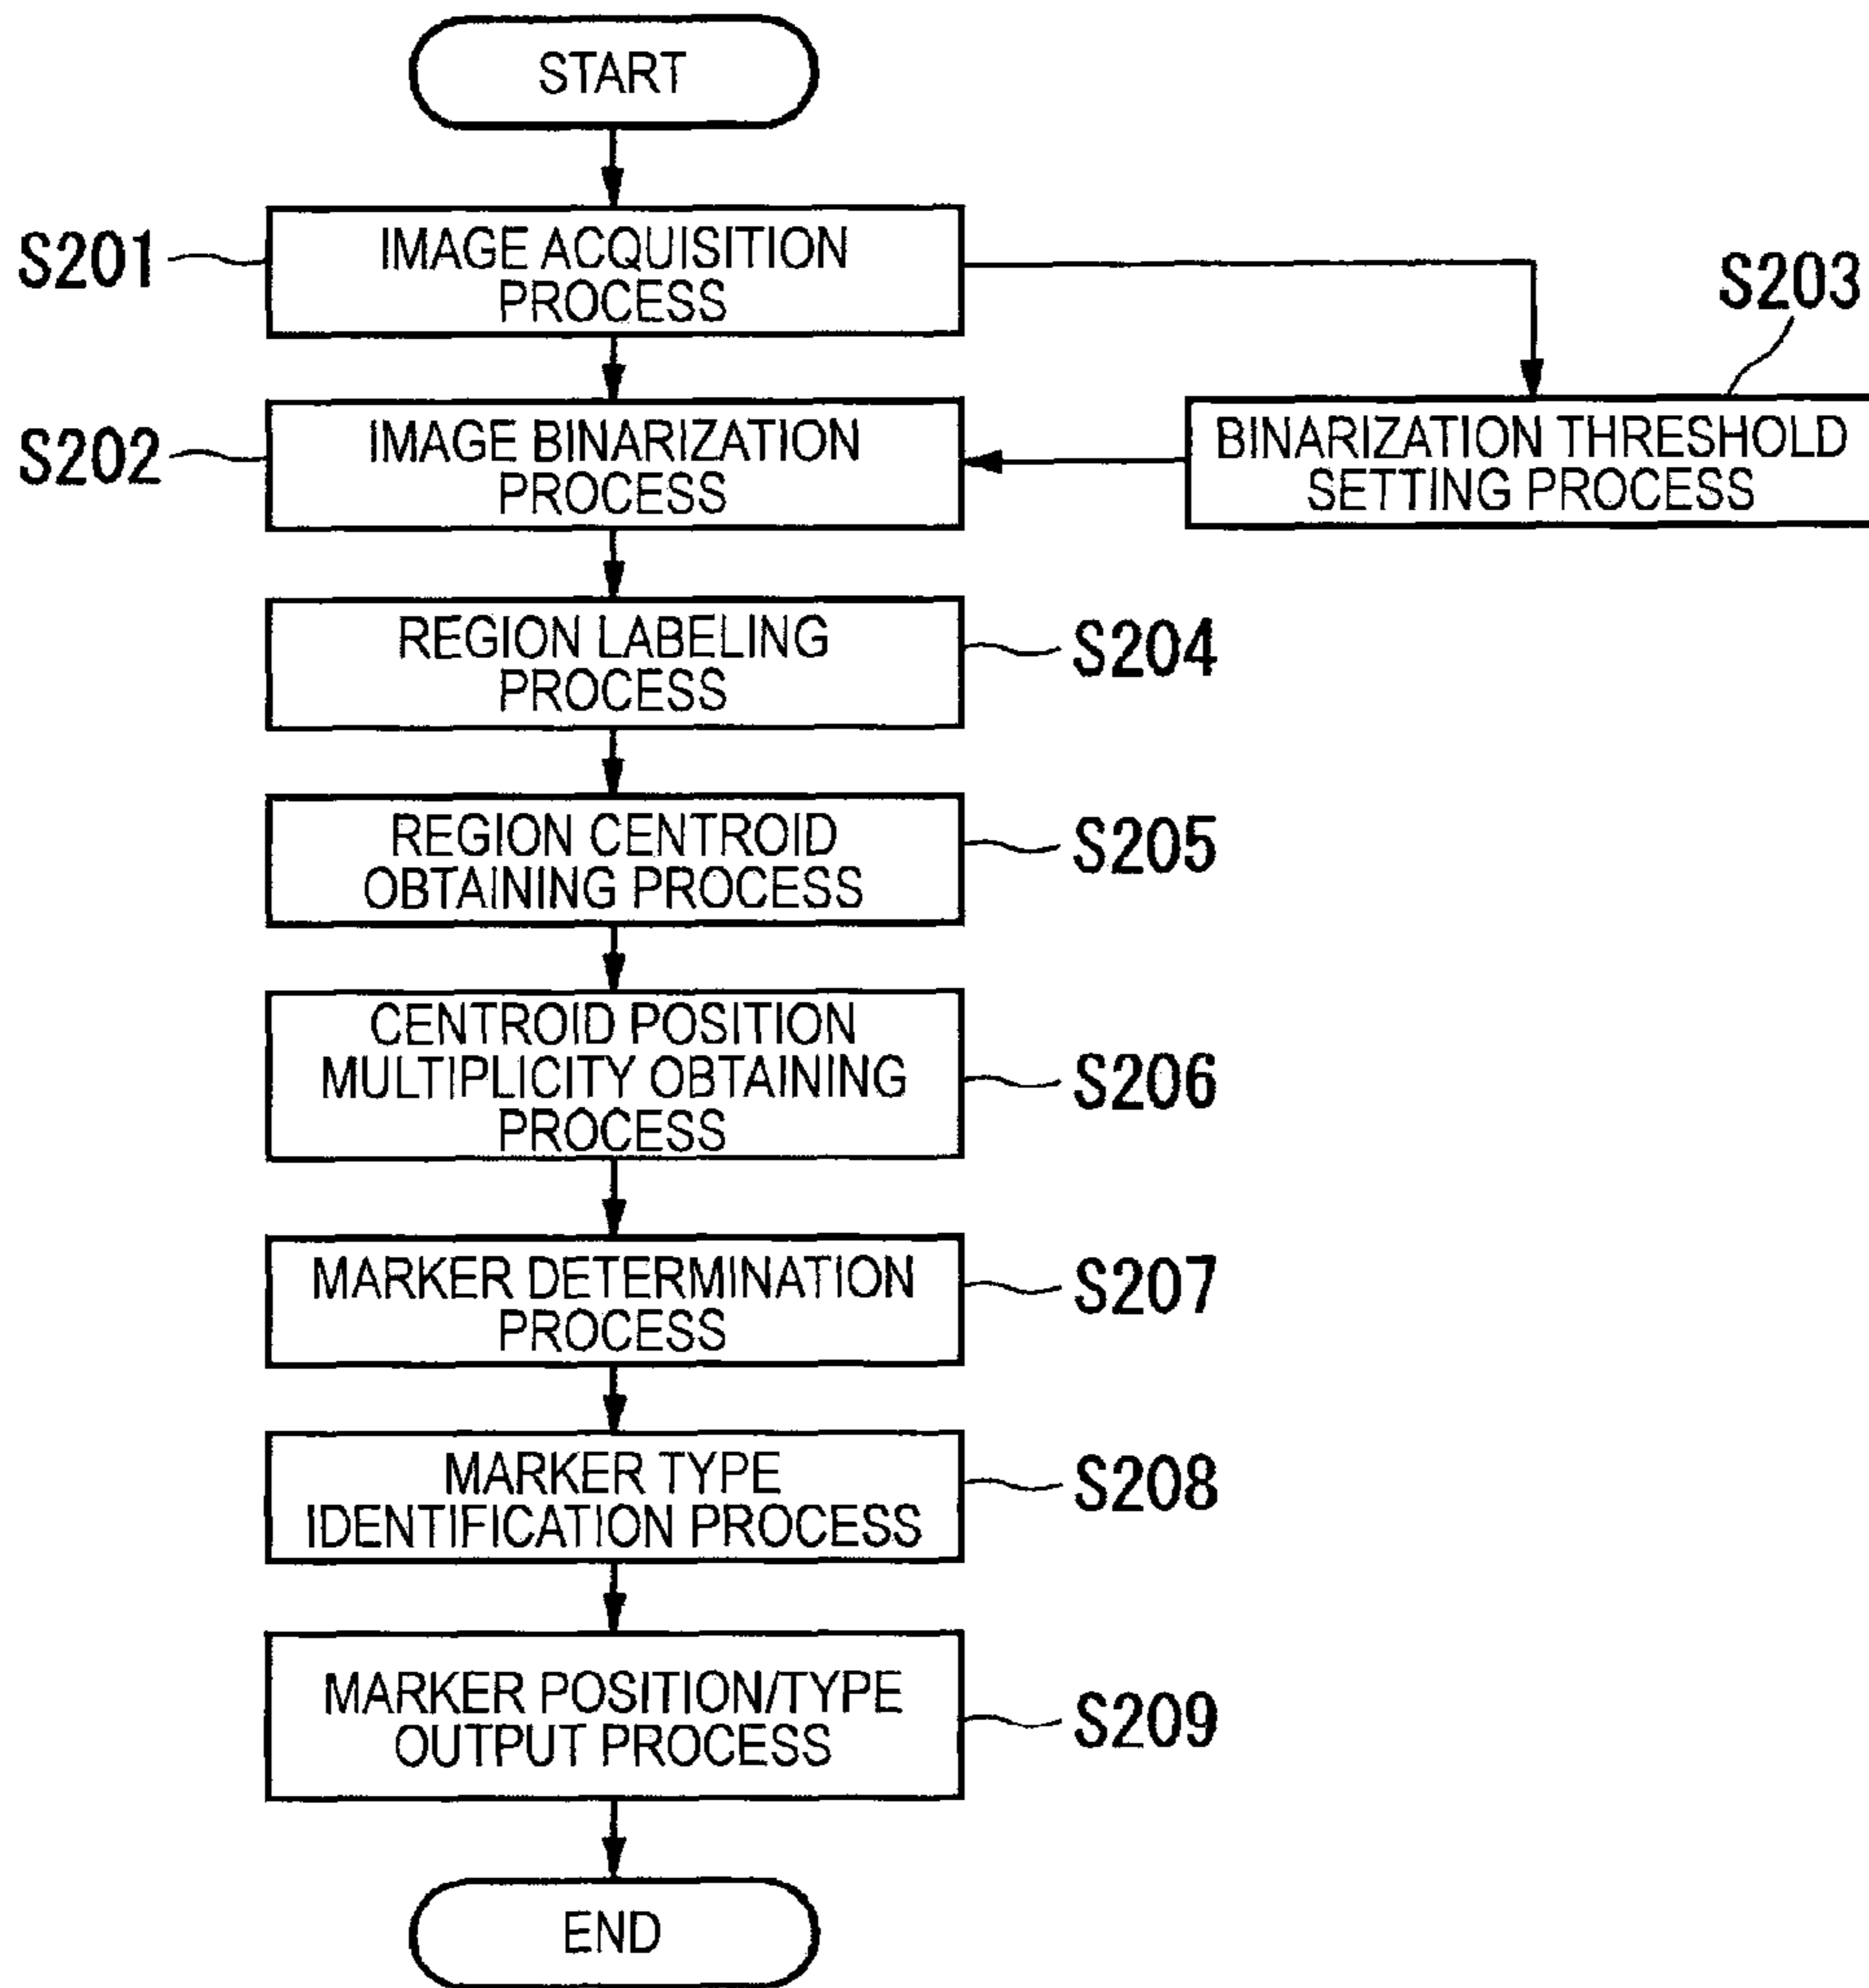 START
S201
IMAGE ACQUISITION
PROCESS
S203
S202
IMAGE BINARIZATION
PROCESS
BINARIZATION THRESHOLD
SETTING PROCESS
REGION LABELING
PROCESS
S204
REGION CENTROID
OBTAINING PROCESS
S205
CENTROID POSITION
MULTIPLICITY OBTAINING
PROCESS
S206
MARKER DETERMINATION
PROCESS
S207
MARKER TYPE
IDENTIFICATION PROCESS
S208
MARKER POSITION/TYPE
OUTPUT PROCESS
S209
END